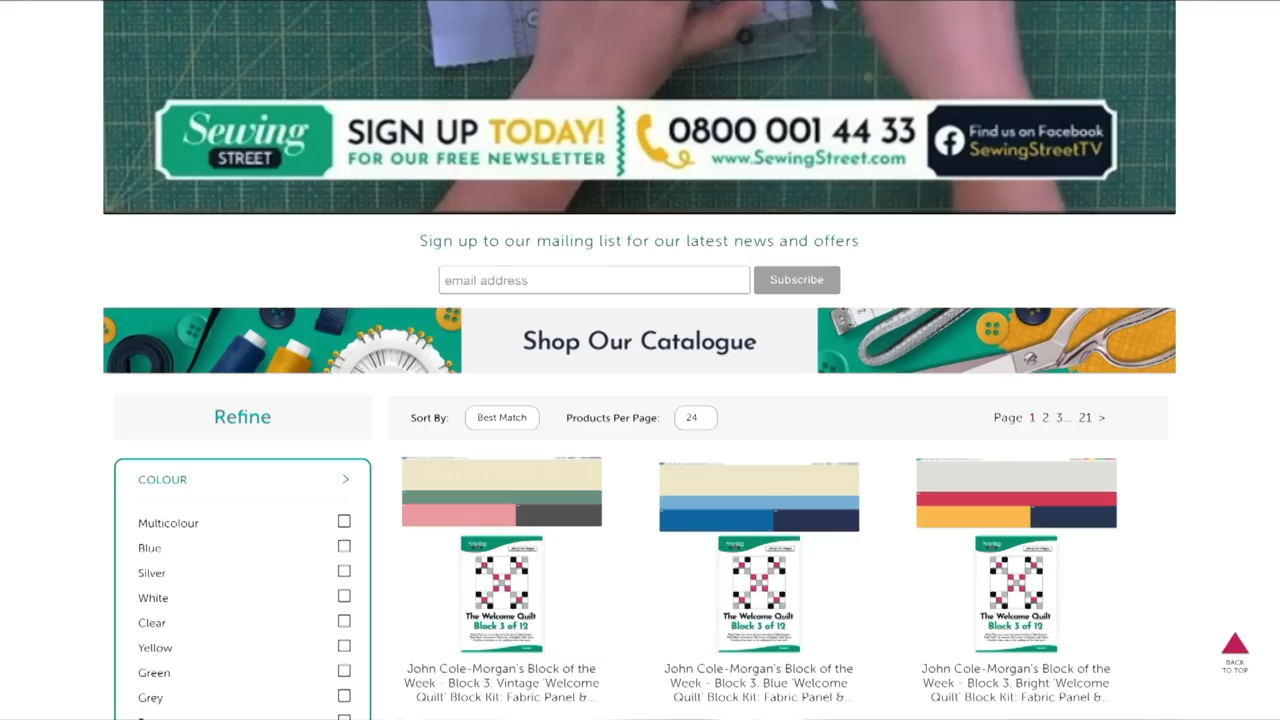 Sewing
STREET
SIGN UP TODAY!
FOR OUR FREE NEWSLETTER
0800 001 44 33
www.SewingStreet.com
Find us on Facebook
SewingStreetTV
Sign up to our mailing list for our latest news and offers
email address
Subscribe
Shop Our Catalogue
Refine
Sort By: Best Match Products Per Page: 24 Page 1 2 3... 21 >
COLOUR >
Multicolour
Blue
Silver
White
Clear
Yellow
Green
Grey
The Welcome Quilt
Block 3 of 12
The Welcome Quilt
Block 3 of 12
The Welcome Quilt
Block 3 of 12
John Cole-Morgan's Block of the
Week - Block 3. Vintage 'Welcome
Quilt' Block Kit: Fabric Panel &...
John Cole-Morgan's Block of the
Week - Block 3. Blue 'Welcome
Quilt' Block Kit: Fabric Panel &...
John Cole-Morgan's Block of the
Week - Block 3. Bright 'Welcome
Quilt' Block Kit: Fabric Panel &...
BACK
TO TOP